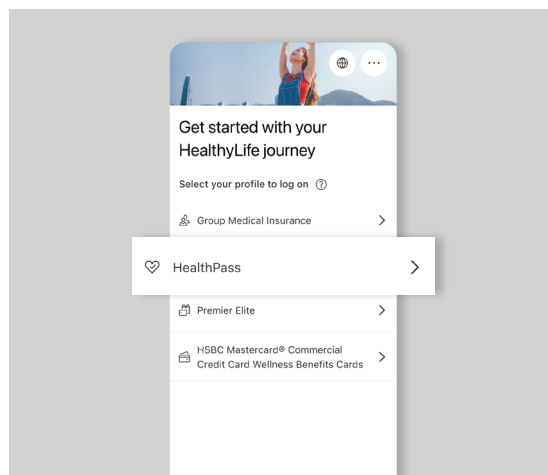 Get started with your
HealthyLife journey
Select your profile to log on ?
Group Medical Insurance
HealthPass
Premier Elite
HSBC Mastercard® Commercial
Credit Card Wellness Benefits Cards